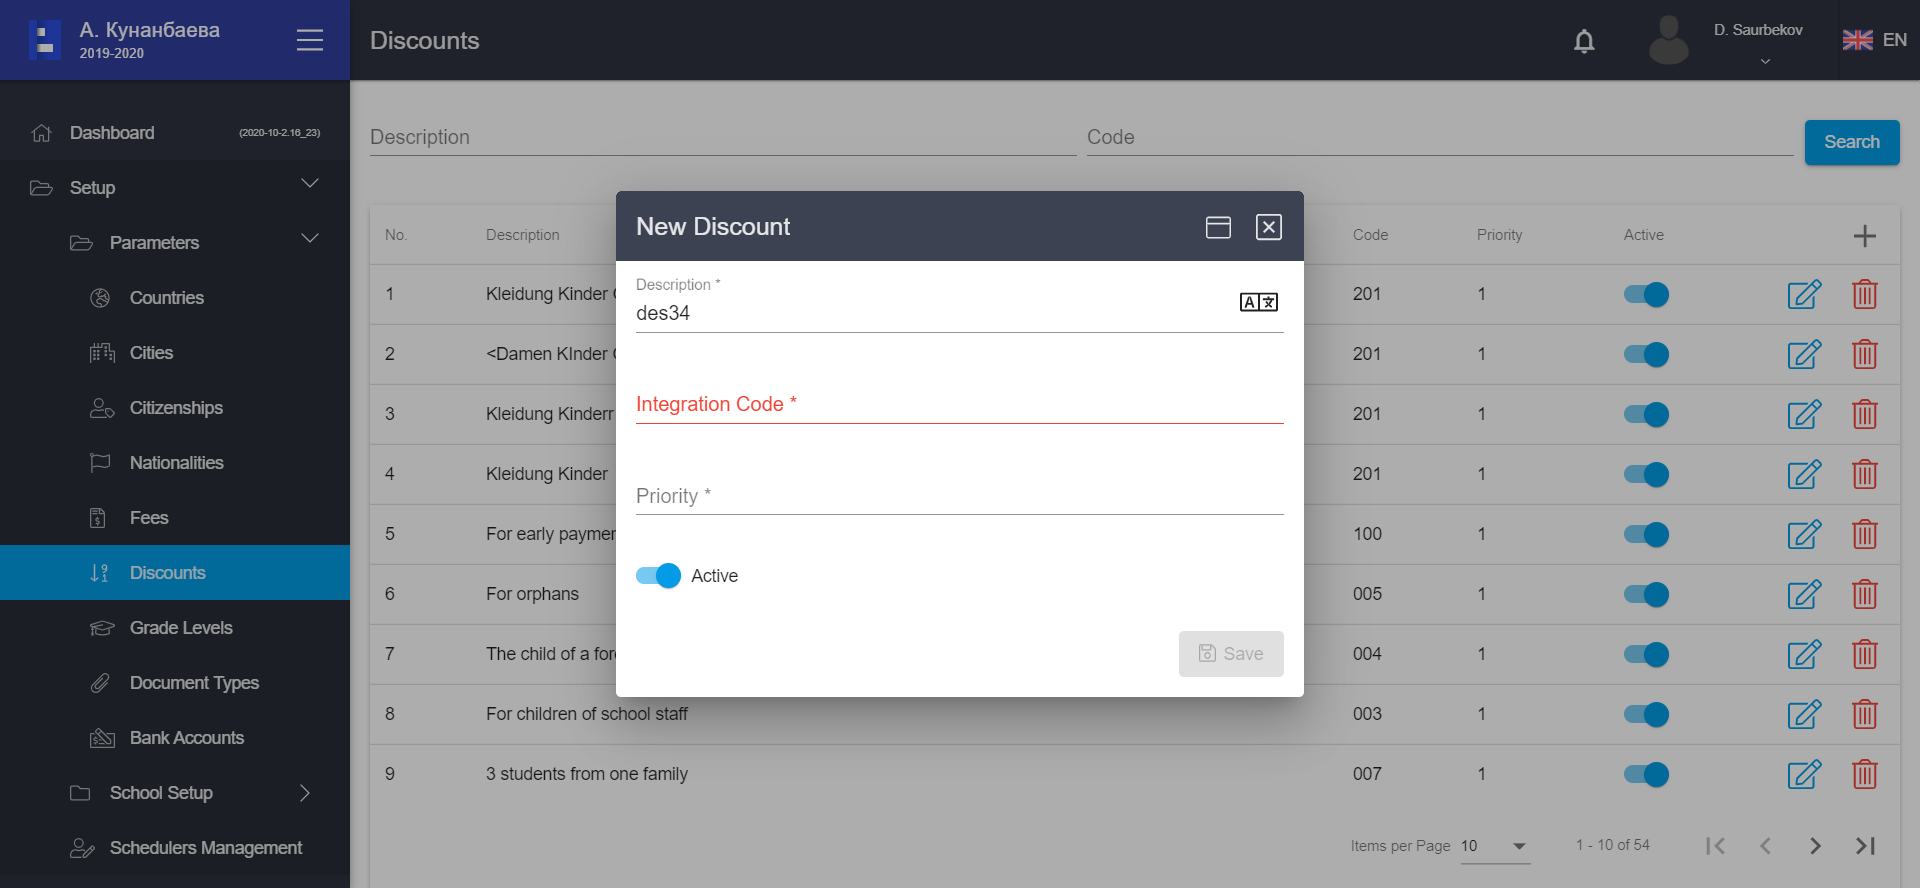 А. Кунанбаева
2019-2020
Discounts
D. Saurbekov
EN
Dashboard
(2020-10-2.16_23)
Setup
Parameters
Countries
Cities
Citizenships
Nationalities
Fees
Discounts
Grade Levels
Document Types
Bank Accounts
School Setup
Schedulers Management
Description
Code
Search
No.
Description
Code
Priority
Active
1
Kleidung Kinder
201
1
2
<Damen KInder
201
1
3
Kleidung Kinderr
201
1
4
Kleidung Kinder
201
1
5
For early
100
1
6
For orphans
005
1
7
The child of a
004
1
8
For children of school staff
003
1
9
3 students from one family
007
1
Items per Page
10
1 - 10 of 54
New Discount
Description *
des34
Integration Code *
Priority *
Active
Save